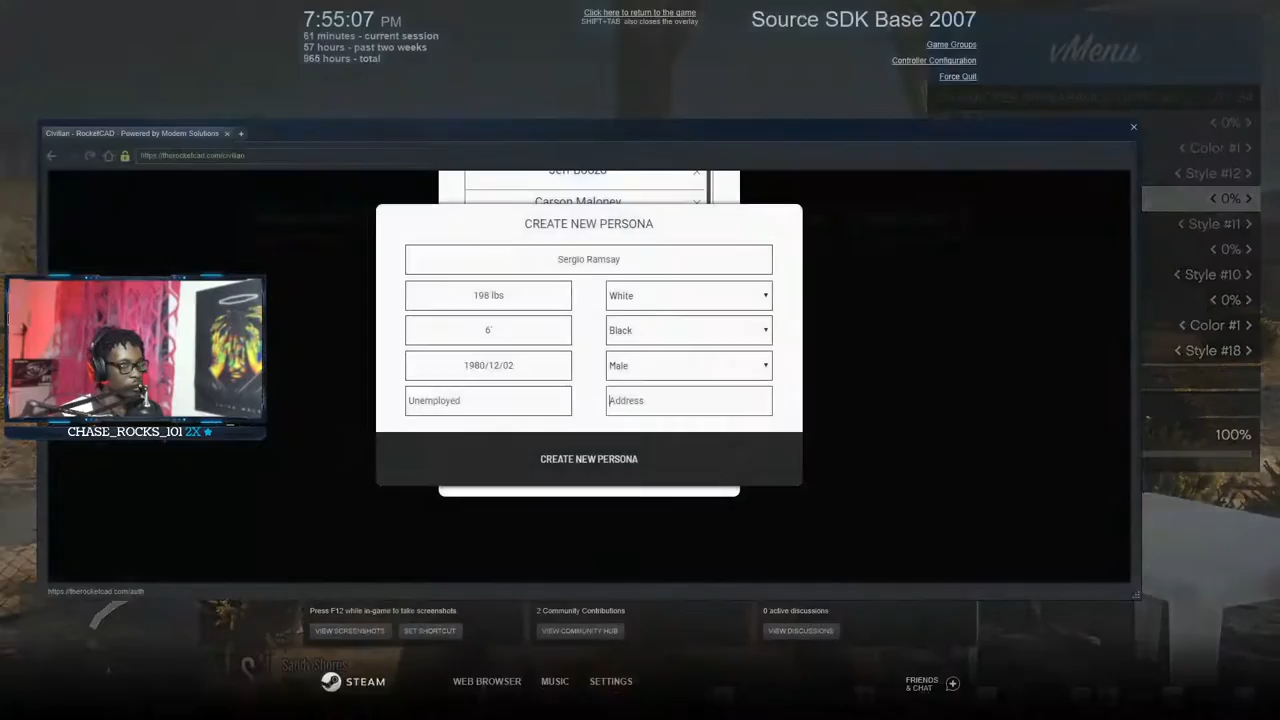 7:55:07 PM
61 minutes - current session
57 hours - past two weeks
965 hours - total
Click here to return to the game
SHIFT+TAB also closes the overlay
Source SDK Base 2007
Game Groups
Controller Configuration
Force Quit
vMenu
Civilian - RocketCAD - Powered by Modern Solutions
https://therocketcad.com/civilian
< 0% >
< Color #1 >
< Style #12 >
< 0% >
< Style #11 >
< 0% >
< Style #10 >
< 0% >
< Color #1 >
< Style #18 >
100%
Carson Maloney
CREATE NEW PERSONA
Sergio Ramsay
198 lbs
White
6'
Black
1980/12/02
Male
Unemployed
Address
CREATE NEW PERSONA
CHASE_ROCKS_101 2X
https://therocketcad.com/auth
Press F12 while in-game to take screenshots
2 Community Contributions
0 active discussions
VIEW SCREENSHOTS
SET SHORTCUT
VIEW COMMUNITY HUB
VIEW DISCUSSIONS
Sandy Shores
STEAM
WEB BROWSER
MUSIC
SETTINGS
FRIENDS
& CHAT